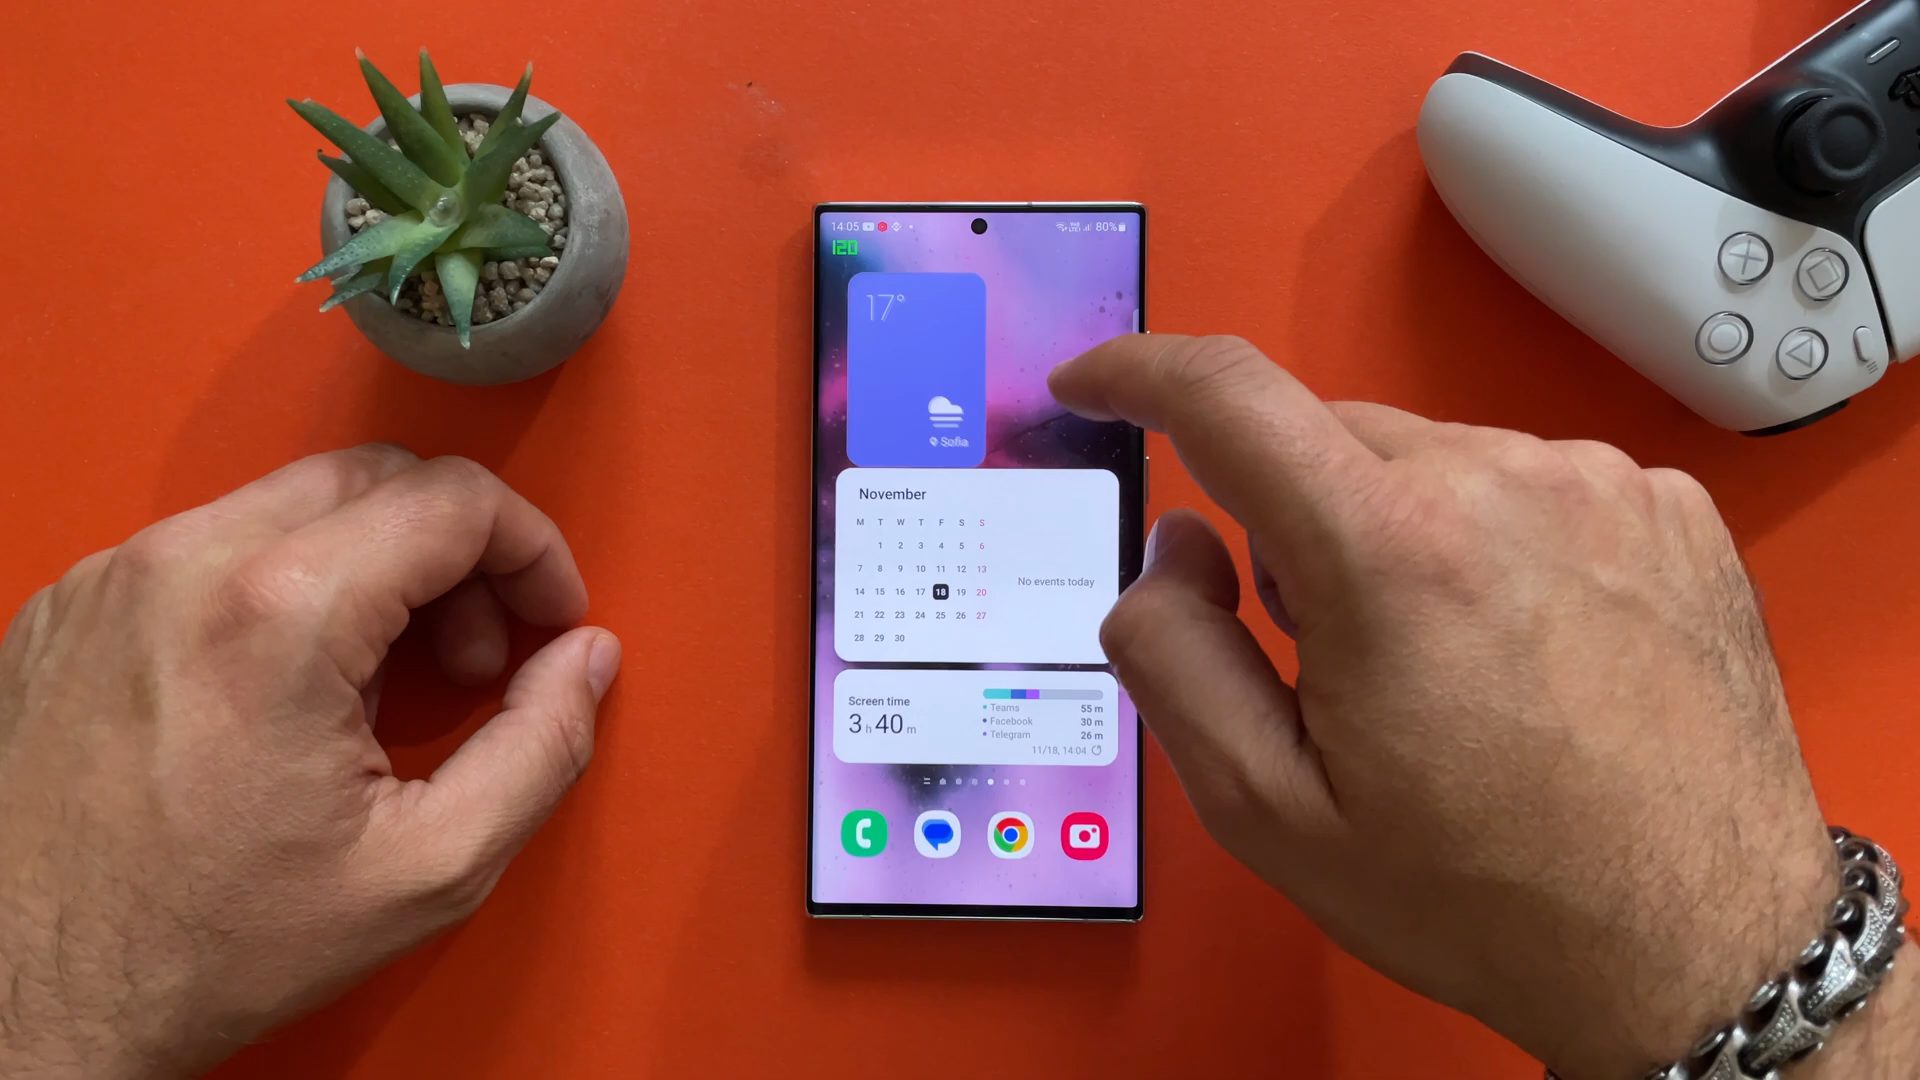 14:05 80%
120
17°
Sofia
November
M T W T F S S
1 2 3 4 5 6
7 8 9 10 11 12 13
14 15 16 17 18 19 20
21 22 23 24 25 26 27
28 29 30
No events today
Screen time
3 h 40 m
Teams 55 m
Facebook 30 m
Telegram 26 m
11/18, 14:04